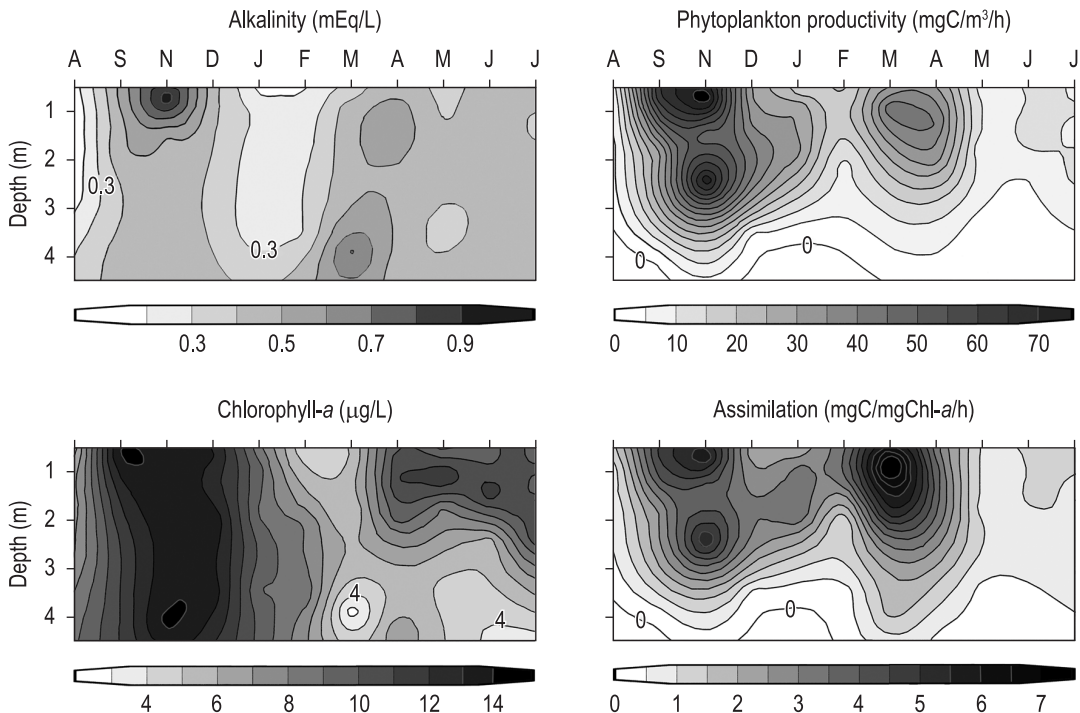 Alkalinity (mEq/L)
A S N D J F M A M J J
Depth (m)
1
2
3
4
0.3
0.3
0.3 0.5 0.7 0.9
Phytoplankton productivity (mgC/m³/h)
A S N D J F M A M J J
0
0
0 10 20 30 40 50 60 70
Chlorophyll-a (μg/L)
Depth (m)
1
2
3
4
4
4
4 6 8 10 12 14
Assimilation (mgC/mgChl-a/h)
0
0
0 1 2 3 4 5 6 7